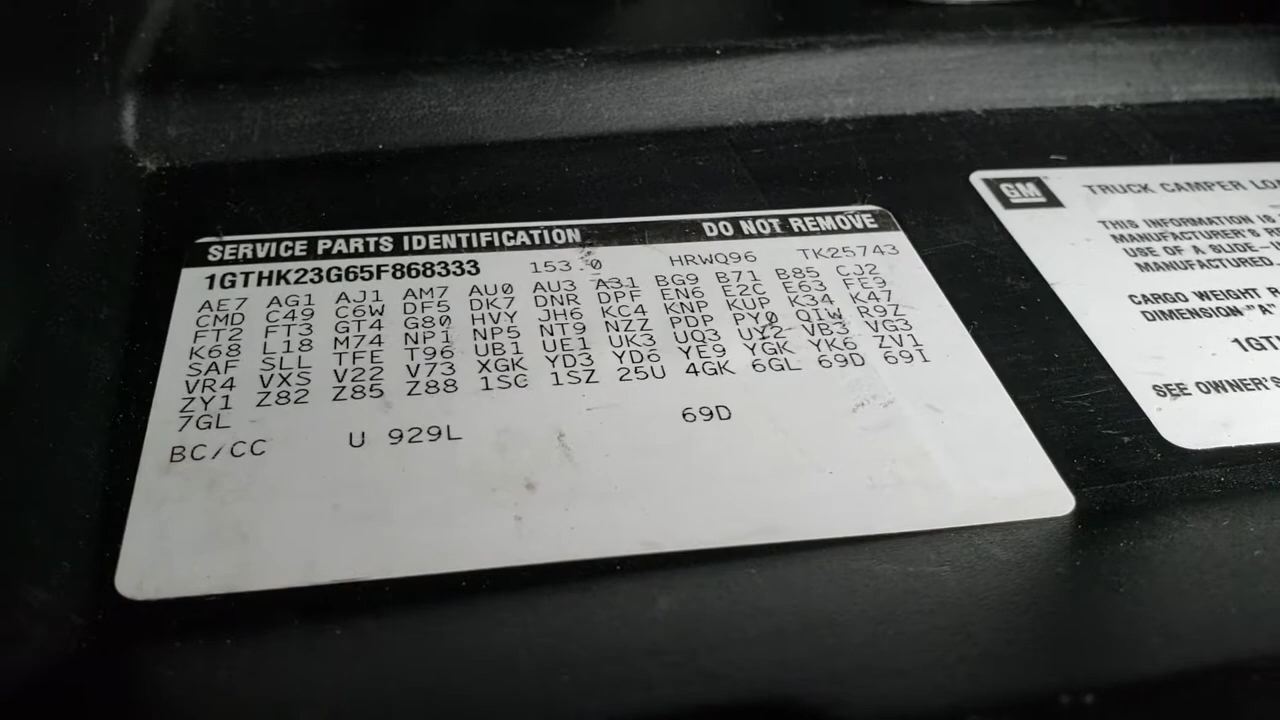 SERVICE PARTS IDENTIFICATION DO NOT REMOVE
1GTHK23G65F868333 153.0 HRWQ96 TK25743
AE7 AG1 AJ1 AM7 AU0 AU3 A31 BG9 B71 B85 CJ2
CMD C49 C6W DF5 DK7 DNR DPF EN6 E2C E63 FE9
FT2 FT3 GT4 G80 HVY JH6 KC4 KNP KUP K34 K47
K68 L18 M74 NP1 NP5 NT9 NZZ PDP PY0 QIW R9Z
SAF SLL TFE T96 UB1 UE1 UK3 UQ3 UY2 VB3 VG3
VR4 VXS V22 V73 XGK YD3 YD6 YE9 YGK YK6 ZV1
ZY1 Z82 Z85 Z88 1SC 1SZ 25U 4GK 6GL 69D 69I
7GL
BC/CC U 929L 69D
GM
TRUCK CAMPER
THIS INFORMATION IS
MANUFACTURER'S
USE OF A
MANUFACTURED.
CARGO WEIGHT
DIMENSION "A"
SEE OWNER'S